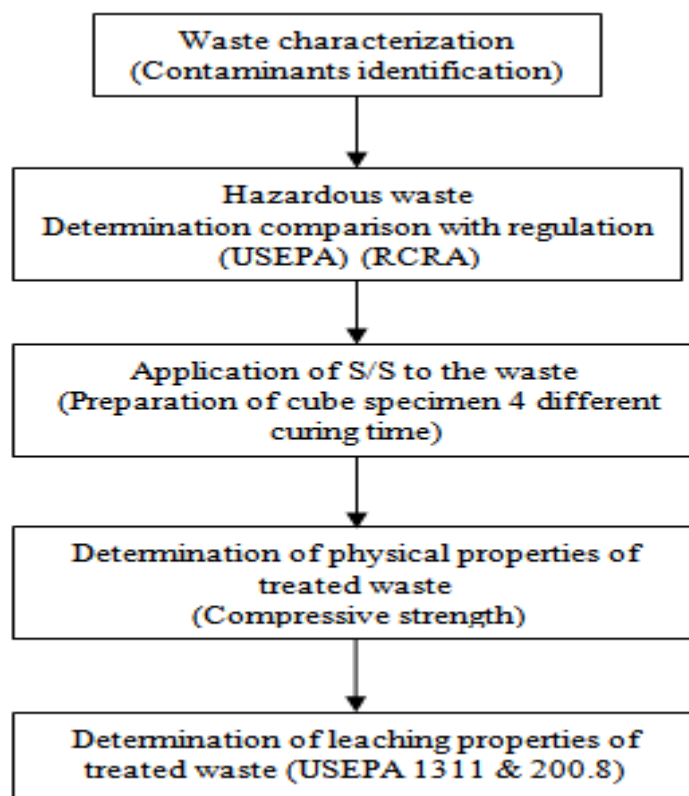 Waste characterization
(Contaminants identification)
Hazardous waste
Determination comparison with regulation
(USEPA) (RCRA)
Application of S/S to the waste
(Preparation of cube specimen 4 different
curing time)
Determination of physical properties of
treated waste
(Compressive strength)
Determination of leaching properties of
treated waste (USEPA 1311 & 200.8)